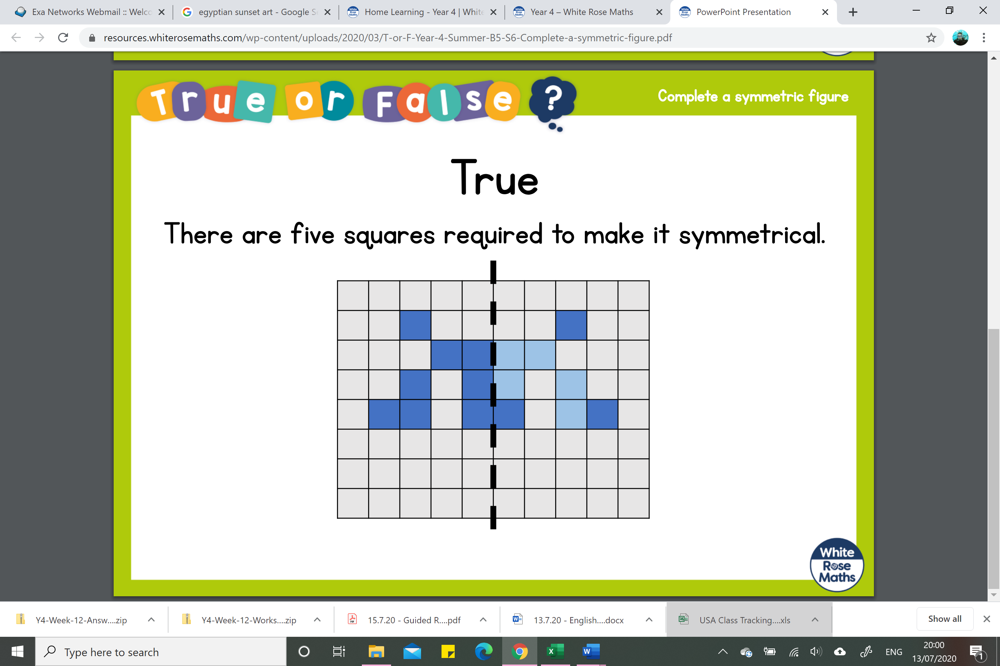 Exa Networks Webmail :: Welco
egyptian sunset art - Google Se
Home Learning - Year 4 | White
Year 4 – White Rose Maths
PowerPoint Presentation
resources.whiterosemaths.com/wp-content/uploads/2020/03/T-or-F-Year-4-Summer-B5-S6-Complete-a-symmetric-figure.pdf
True or False ?
Complete a symmetric figure
True
There are five squares required to make it symmetrical.
White
Rose
Maths
Y4-Week-12-Answ....zip
Y4-Week-12-Works....zip
15.7.20 - Guided R....pdf
13.7.20 - English....docx
USA Class Tracking....xls
Show all
Type here to search
ENG
20:00
13/07/2020
1